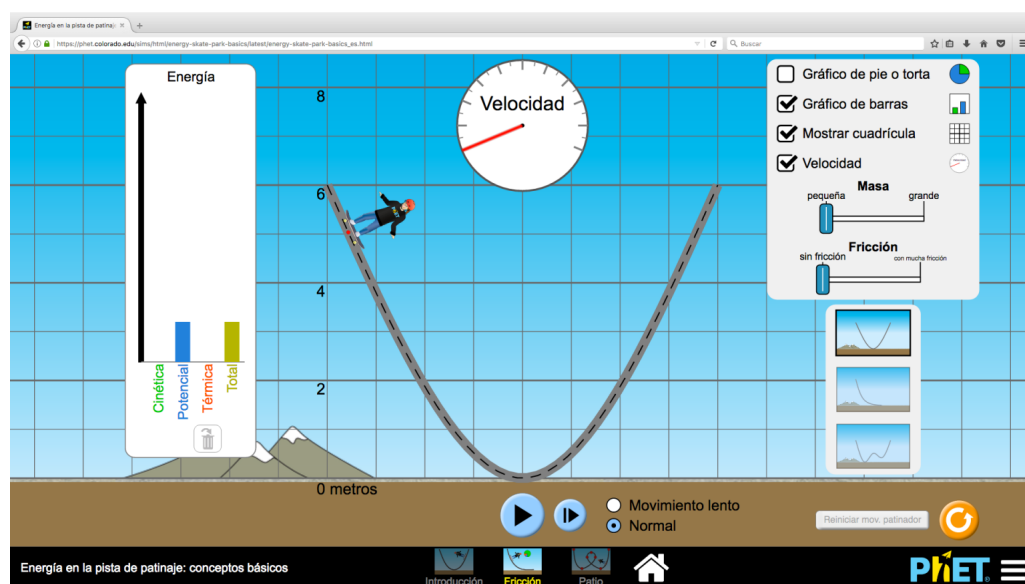 Energía en la pista de patinaj
https://phet.colorado.edu/sims/html/energy-skate-park-basics/latest/energy-skate-park-basics_es.html
Buscar
Energía
Cinética
Potencial
Térmica
Total
8
6
4
2
0 metros
Velocidad
Gráfico de pie o torta
Gráfico de barras
Mostrar cuadrícula
Velocidad
Masa
pequeña
grande
Fricción
sin fricción
con mucha fricción
Movimiento lento
Normal
Reiniciar mov. patinador
Energía en la pista de patinaje: conceptos básicos
Introducción
Fricción
Patio
PhET